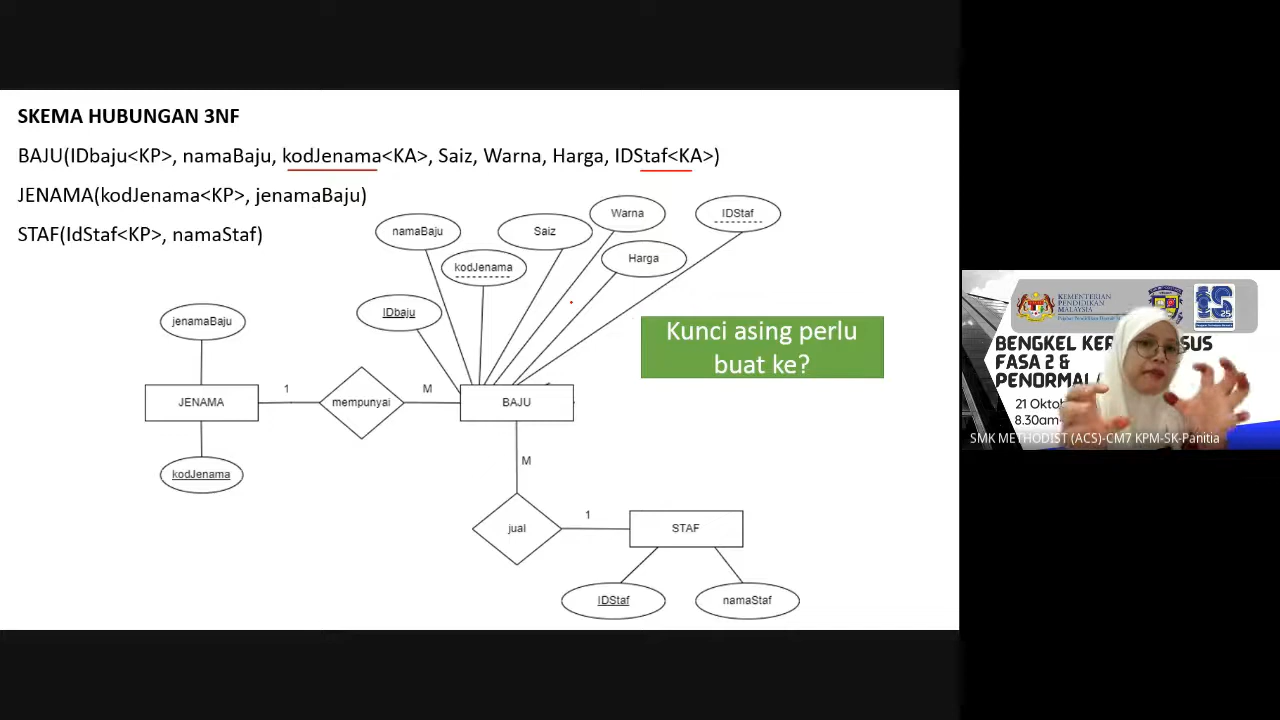 SKEMA HUBUNGAN 3NF
BAJU(IDbaju<KP>, namaBaju, kodJenama<KA>, Saiz, Warna, Harga, IDStaf<KA>)
JENAMA(kodJenama<KP>, jenamaBaju)
STAF(IdStaf<KP>, namaStaf)
namaBaju
Saiz
Warna
IDStaf
kodJenama
Harga
IDbaju
jenamaBaju
Kunci asing perlu
buat ke?
JENAMA
1
mempunyai
M
BAJU
kodJenama
M
jual
1
STAF
IDStaf
namaStaf
KEMENTERIAN
PENDIDIKAN
MALAYSIA
25
BENGKEL
FASA 2 &
21
8.30am-
SMK METHODIST (ACS)-CM7 KPM-SK-Panitia